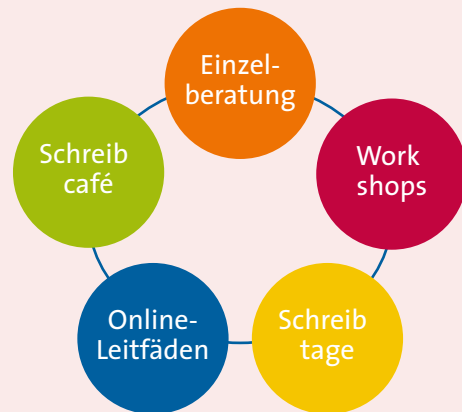 Einzel-
beratung
Schreib
café
Work
shops
Online-
Leitfäden
Schreib
tage